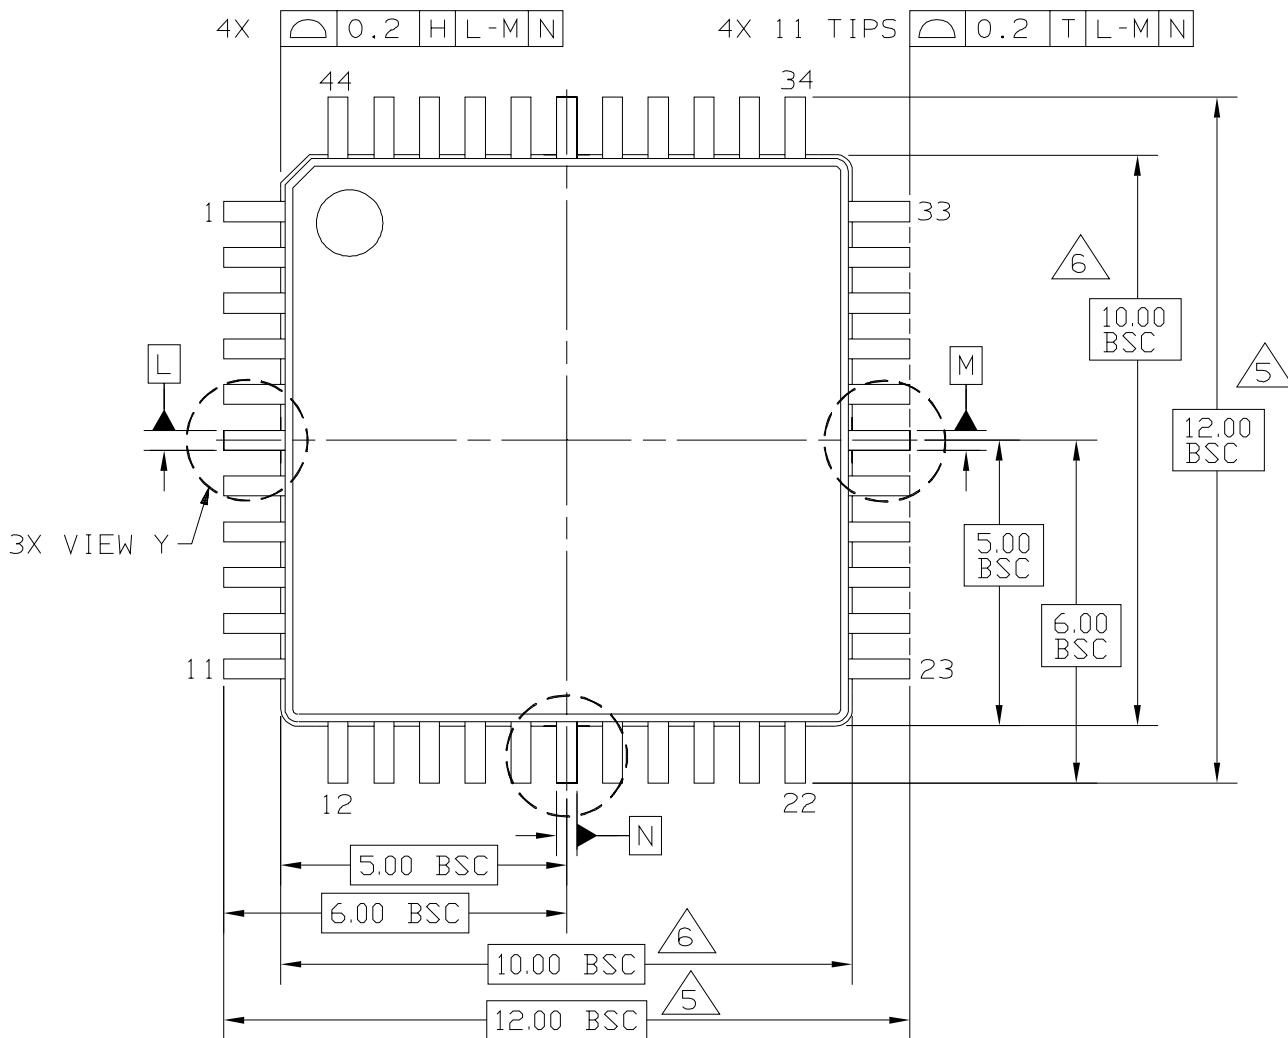 4X 0.2 H L-M N
4X 11 TIPS 0.2 T L-M N
44
34
1
33
6
10.00
BSC
L
M
5
12.00
BSC
3X VIEW Y
5.00
BSC
6.00
BSC
11
23
12
22
N
5.00 BSC
6.00 BSC
6
10.00 BSC
5
12.00 BSC